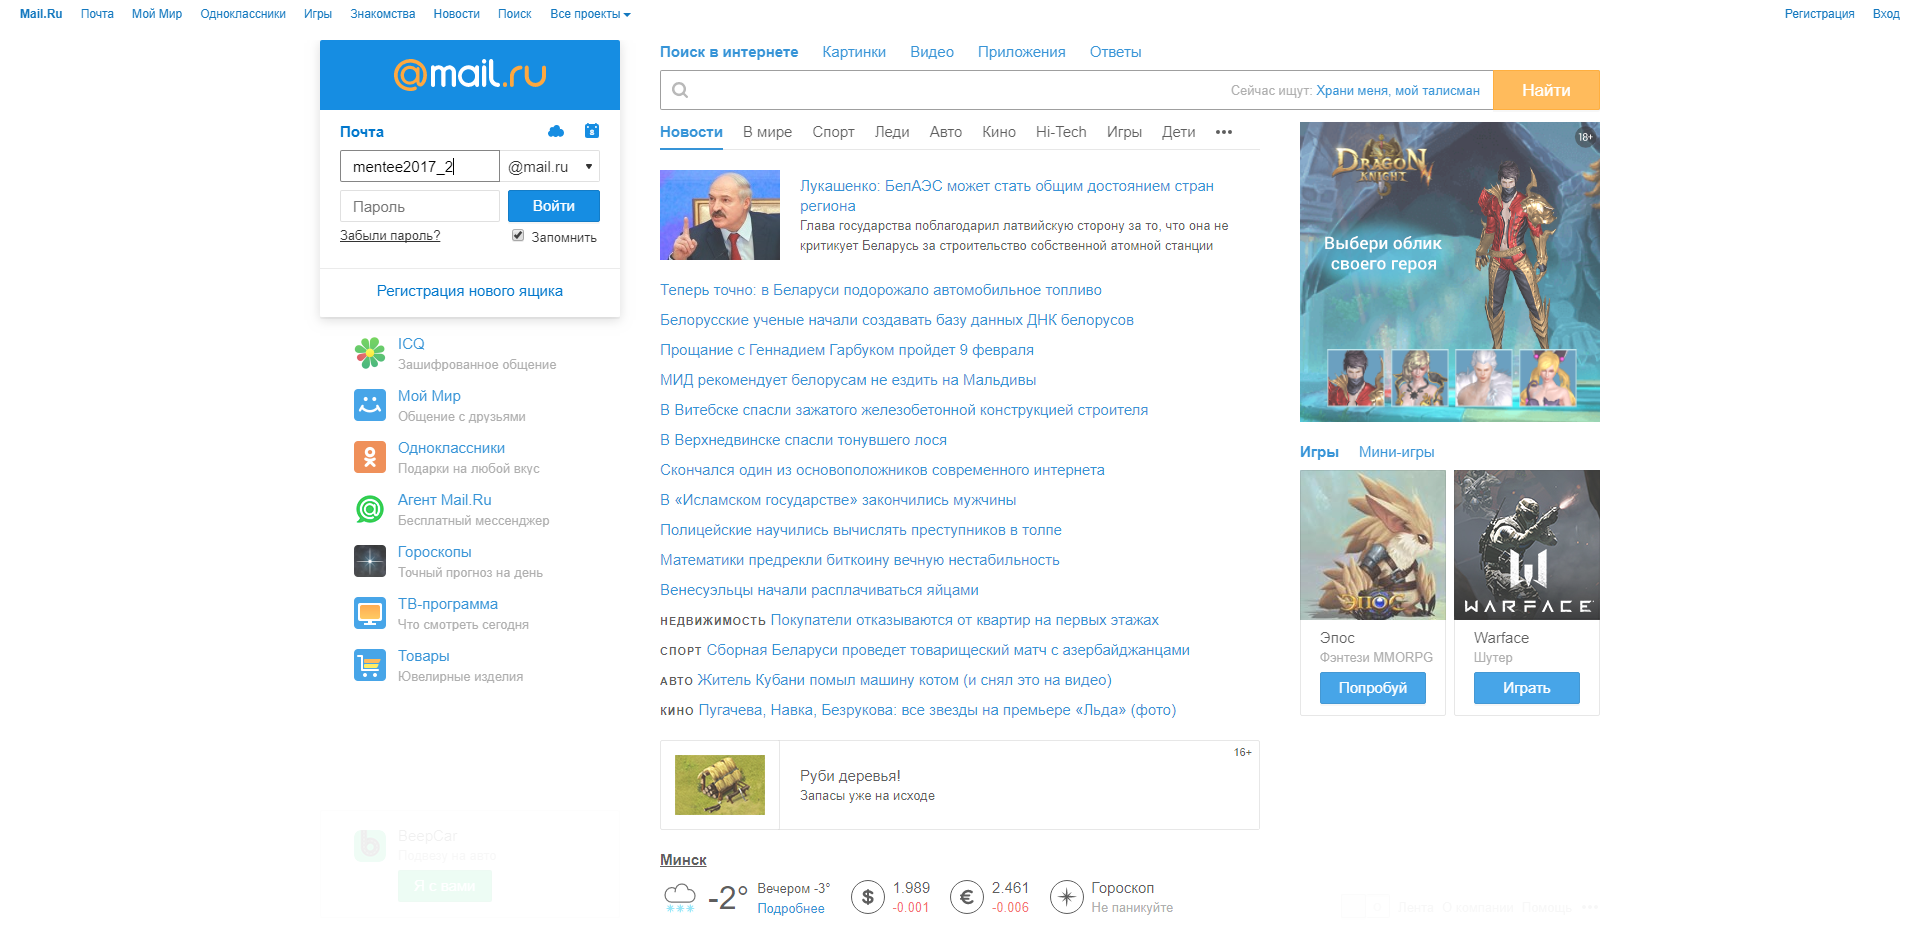 Mail.Ru Почта Мой Мир Одноклассники Игры Знакомства Новости Поиск Все проекты
Регистрация Вход
@mail.ru
Почта
mentee2017_2 @mail.ru
Пароль Войти
Забыли пароль? Запомнить
Регистрация нового ящика
ICQ
Зашифрованное общение
Мой Мир
Общение с друзьями
Одноклассники
Подарки на любой вкус
Агент Mail.Ru
Бесплатный мессенджер
Гороскопы
Точный прогноз на день
ТВ-программа
Что смотреть сегодня
Товары
Ювелирные изделия
BeepCar
Подвезу на авто
Я с вами
Поиск в интернете Картинки Видео Приложения Ответы
Сейчас ищут: Храни меня, мой талисман Найти
Новости В мире Спорт Леди Авто Кино Hi-Tech Игры Дети •••
Лукашенко: БелАЭС может стать общим достоянием стран
региона
Глава государства поблагодарил латвийскую сторону за то, что она не
критикует Беларусь за строительство собственной атомной станции
Теперь точно: в Беларуси подорожало автомобильное топливо
Белорусские ученые начали создавать базу данных ДНК белорусов
Прощание с Геннадием Гарбуком пройдет 9 февраля
МИД рекомендует белорусам не ездить на Мальдивы
В Витебске спасли зажатого железобетонной конструкцией строителя
В Верхнедвинске спасли тонувшего лося
Скончался один из основоположников современного интернета
В «Исламском государстве» закончились мужчины
Полицейские научились вычислять преступников в толпе
Математики предрекли биткоину вечную нестабильность
Венесуэльцы начали расплачиваться яйцами
НЕДВИЖИМОСТЬ Покупатели отказываются от квартир на первых этажах
СПОРТ Сборная Беларуси проведет товарищеский матч с азербайджанцами
АВТО Житель Кубани помыл машину котом (и снял это на видео)
КИНО Пугачева, Навка, Безрукова: все звезды на премьере «Льда» (фото)
16+
Руби деревья!
Запасы уже на исходе
Минск
-2° Вечером -3° $ 1.989 € 2.461 Гороскоп
Подробнее -0.001 -0.006 Не паникуйте
18+
DRAGON
KNIGHT
Выбери облик
своего героя
Игры Мини-игры
ЭПОС
WARFACE
Эпос
Фэнтези MMORPG
Попробуй
Warface
Шутер
Играть
Лента О компании Помощь •••